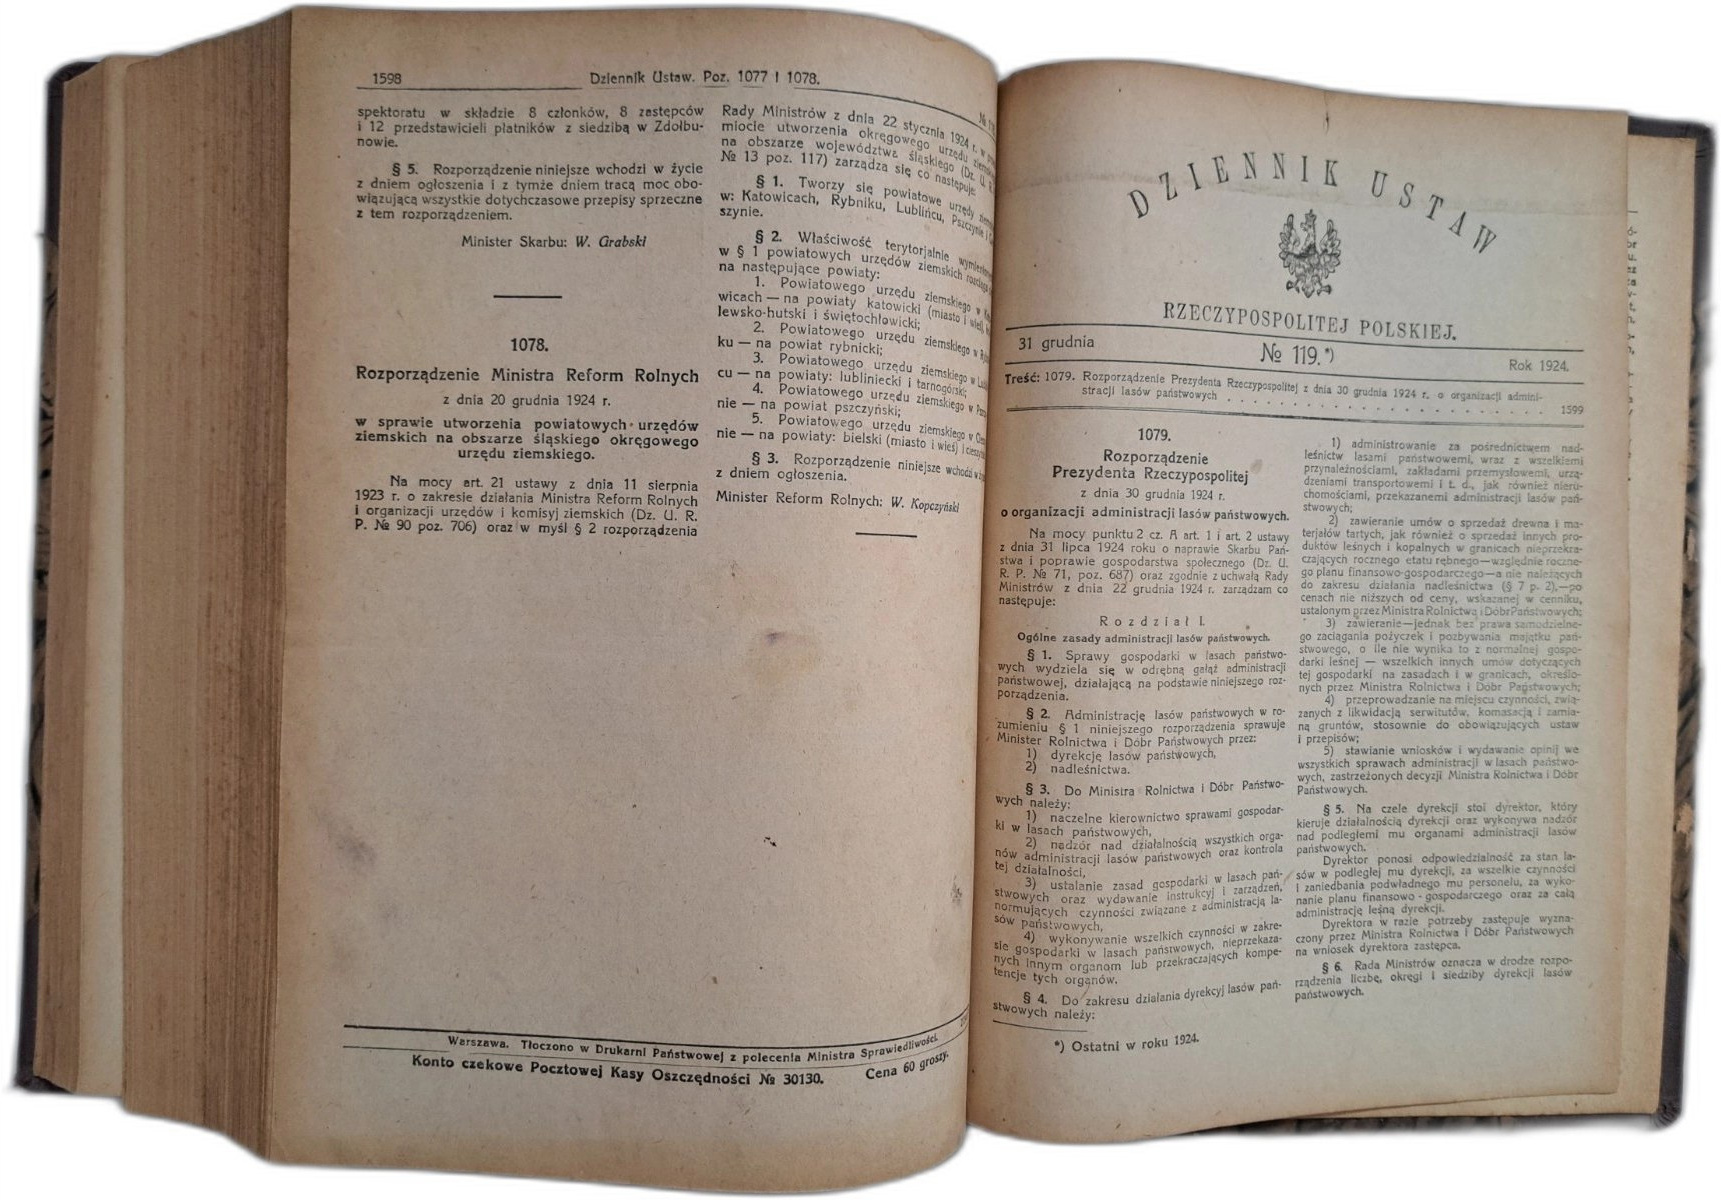 1598
Dziennik Ustaw. Poz. 1077 i 1078.
spektoratu w składzie 8 członków, 8 zastępców
i 12 przedstawicieli płatników z siedzibą w Zdołbu-
nowie.
§ 5. Rozporządzenie niniejsze wchodzi w życie
z dniem ogłoszenia i z tymże dniem tracą moc obo-
wiązującą wszystkie dotychczasowe przepisy sprzeczne
z tem rozporządzeniem.
Minister Skarbu: W. Grabski
1078.
Rozporządzenie Ministra Reform Rolnych
z dnia 20 grudnia 1924 r.
w sprawie utworzenia powiatowych urzędów
ziemskich na obszarze śląskiego okręgowego
urzędu ziemskiego.
Na mocy art. 21 ustawy z dnia 11 sierpnia
1923 r. o zakresie działania Ministra Reform Rolnych
i organizacji urzędów i komisyj ziemskich (Dz. U. R.
P. № 90 poz. 706) oraz w myśl § 2 rozporządzenia
Rady Ministrów z dnia 22 stycznia 1924 r. w
miocie utworzenia okręgowego urzędu
na obszarze województwa śląskiego (Dz. U. R.
№ 13 poz. 117) zarządza się co następuje:
§ 1. Tworzy się powiatowe urzędy
w: Katowicach, Rybniku, Lublińcu, Pszczynie i
szynie.
§ 2. Właściwość terytorjalnie
w § 1 powiatowych urzędów ziemskich
na następujące powiaty:
1. Powiatowego urzędu ziemskiego w
wicach — na powiaty katowicki (miasto i wieś),
lewsko-hutski i świętochłowicki;
2. Powiatowego urzędu ziemskiego w
ku — na powiat rybnicki;
3. Powiatowego urzędu ziemskiego w
cu — na powiaty: lubliniecki i tarnogórski;
4. Powiatowego urzędu ziemskiego w
nie — na powiat pszczyński;
5. Powiatowego urzędu ziemskiego w
nie — na powiaty: bielski (miasto i wieś) i
§ 3. Rozporządzenie niniejsze wchodzi w
z dniem ogłoszenia.
Minister Reform Rolnych: W. Kopczyński
Warszawa. Tłoczono w Drukarni Państwowej z polecenia Ministra Sprawiedliwości.
Konto czekowe Pocztowej Kasy Oszczędności № 30130. Cena 60 groszy.
DZIENNIK USTAW
RZECZYPOSPOLITEJ POLSKIEJ.
31 grudnia
№ 119.*)
Rok 1924.
Treść: 1079. Rozporządzenie Prezydenta Rzeczypospolitej z dnia 30 grudnia 1924 r. o organizacji admini-
stracji lasów państwowych . . . . . . . . . . . . . . . . . . . . 1599
1079.
Rozporządzenie
Prezydenta Rzeczypospolitej
z dnia 30 grudnia 1924 r.
o organizacji administracji lasów państwowych.
Na mocy punktu 2 cz. A art. 1 i art. 2 ustawy
z dnia 31 lipca 1924 roku o naprawie Skarbu Pań-
stwa i poprawie gospodarstwa społecznego (Dz. U.
R. P. № 71, poz. 687) oraz zgodnie z uchwałą Rady
Ministrów z dnia 22 grudnia 1924 r. zarządzam co
następuje:
Rozdział I.
Ogólne zasady administracji lasów państwowych.
§ 1. Sprawy gospodarki w lasach państwo-
wych wydziela się w odrębną gałąź administracji
państwowej, działającą na podstawie niniejszego roz-
porządzenia.
§ 2. Administrację lasów państwowych w ro-
zumieniu § 1 niniejszego rozporządzenia sprawuje
Minister Rolnictwa i Dóbr Państwowych przez:
1) dyrekcję lasów państwowych,
2) nadleśnictwa.
§ 3. Do Ministra Rolnictwa i Dóbr Państwo-
wych należy:
1) naczelne kierownictwo sprawami gospodar-
ki w lasach państwowych,
2) nadzór nad działalnością wszystkich orga-
nów administracji lasów państwowych oraz kontrola
tej działalności,
3) ustalanie zasad gospodarki w lasach pań-
stwowych oraz wydawanie instrukcyj i zarządzeń,
normujących czynności związane z administracją la-
sów państwowych,
4) wykonywanie wszelkich czynności w zakre-
sie gospodarki w lasach państwowych, nieprzekaza-
nych innym organom lub przekraczających kompe-
tencje tych organów.
§ 4. Do zakresu działania dyrekcyj lasów pań-
stwowych należy:
*) Ostatni w roku 1924.
1) administrowanie za pośrednictwem nad-
leśnictw lasami państwowemi, wraz z wszelkiemi
przynależnościami, zakładami przemysłowemi, urzą-
dzeniami transportowemi i t. d., jak również nieru-
chomościami, przekazanemi administracji lasów pań-
stwowych;
2) zawieranie umów o sprzedaż drewna i ma-
terjałów tartych, jak również o sprzedaż innych pro-
duktów leśnych i kopalnych w granicach nieprzekra-
czających rocznego etatu rębnego—względnie roczne-
go planu finansowo-gospodarczego—a nie należących
do zakresu działania nadleśnictwa (§ 7 p. 2),—po
cenach nie niższych od ceny, wskazanej w cenniku,
ustalonym przez Ministra Rolnictwa i Dóbr Państwowych;
3) zawieranie—jednak bez prawa samodzielne-
go zaciągania pożyczek i pozbywania majątku pań-
stwowego, o ile nie wynika to z normalnej gospo-
darki leśnej — wszelkich innych umów dotyczących
tej gospodarki na zasadach i w granicach, określo-
nych przez Ministra Rolnictwa i Dóbr Państwowych;
4) przeprowadzanie na miejscu czynności, zwią-
zanych z likwidacją serwitutów, komasacją i zamia-
ną gruntów, stosownie do obowiązujących ustaw
i przepisów;
5) stawianie wniosków i wydawanie opinij we
wszystkich sprawach administracji w lasach państwo-
wych, zastrzeżonych decyzji Ministra Rolnictwa i Dóbr
Państwowych.
§ 5. Na czele dyrekcji stoi dyrektor, który
kieruje działalnością dyrekcji oraz wykonywa nadzór
nad podległemi mu organami administracji lasów
państwowych.
Dyrektor ponosi odpowiedzialność za stan la-
sów w podległej mu dyrekcji, za wszelkie czynności
i zaniedbania podwładnego mu personelu, za wyko-
nanie planu finansowo-gospodarczego oraz za całą
administrację leśną dyrekcji.
Dyrektora w razie potrzeby zastępuje wyzna-
czony przez Ministra Rolnictwa i Dóbr Państwowych
na wniosek dyrektora zastępca.
§ 6. Rada Ministrów oznacza w drodze rozpo-
rządzenia liczbę, okręgi i siedziby dyrekcji lasów
państwowych.